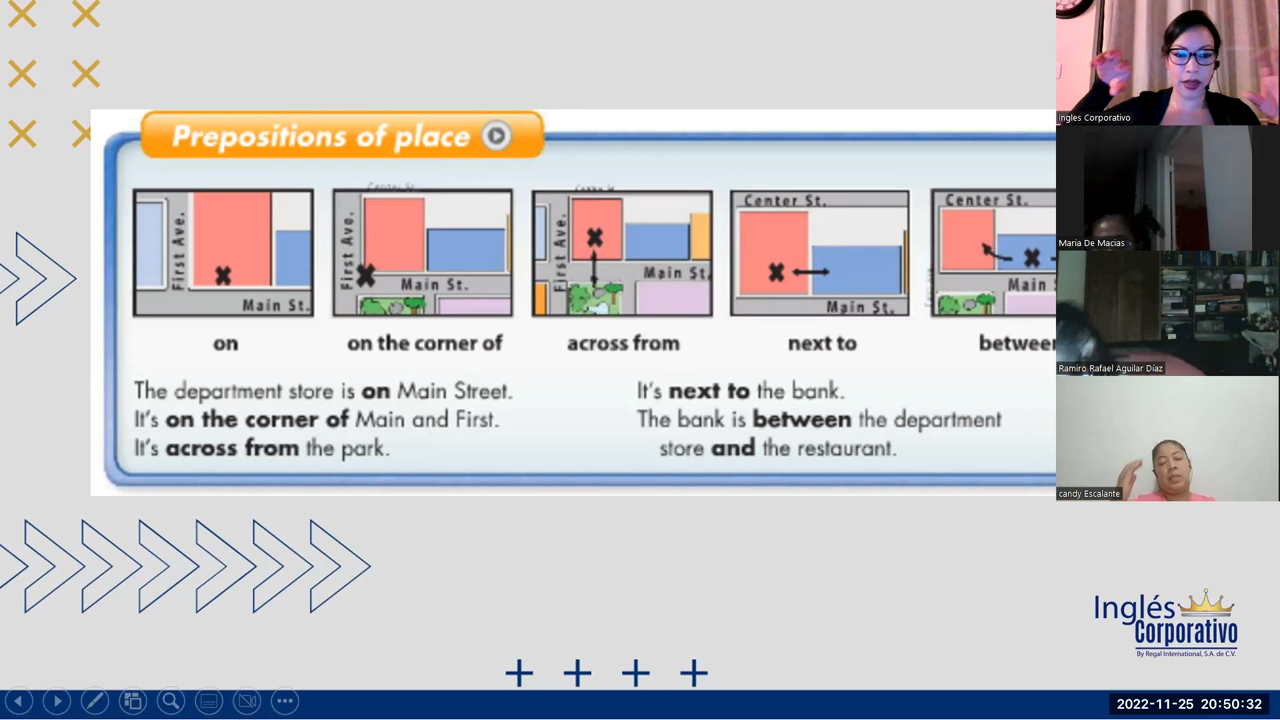 Prepositions of place
First Ave.
Main St.
Center St.
First Ave.
Main St.
First Ave.
Main St.
Center St.
Main St.
Center St.
Main
on
on the corner of
across from
next to
between
The department store is on Main Street.
It's on the corner of Main and First.
It's across from the park.
It's next to the bank.
The bank is between the department
store and the restaurant.
Ingles Corporativo
Maria De Macias
Ramiro Rafael Aguilar Díaz
candy Escalante
Inglés
Corporativo
By Regal International, S.A. de C.V.
2022-11-25 20:50:32